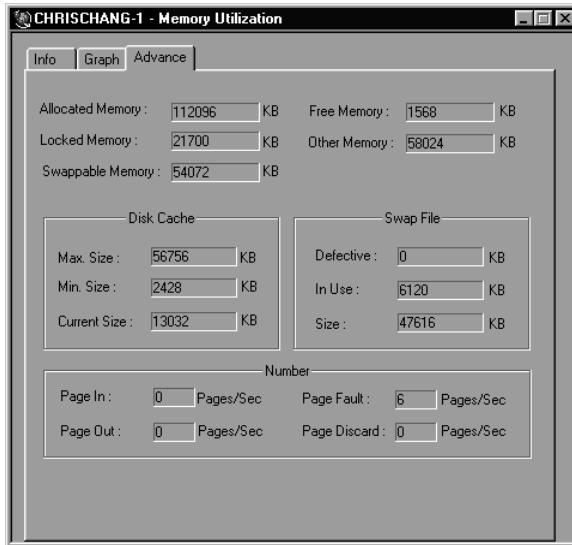 CHRISCHANG-1 - Memory Utilization
Info Graph Advance
Allocated Memory : 112096 KB Free Memory : 1568 KB
Locked Memory : 21700 KB Other Memory : 58024 KB
Swappable Memory : 54072 KB
Disk Cache Swap File
Max. Size : 56756 KB Defective : 0 KB
Min. Size : 2428 KB In Use : 6120 KB
Current Size : 13032 KB Size : 47616 KB
Number
Page In : 0 Pages/Sec Page Fault : 6 Pages/Sec
Page Out : 0 Pages/Sec Page Discard : 0 Pages/Sec